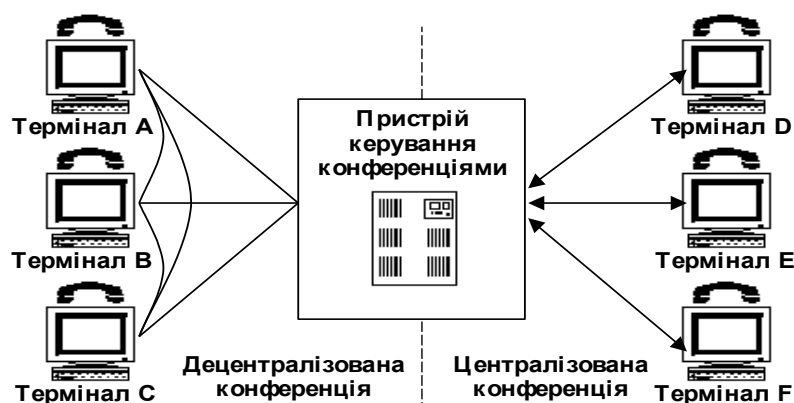 Термінал A
Термінал B
Термінал C
Пристрій
керування
конференціями
Децентралізована
конференція
Централізована
конференція
Термінал D
Термінал E
Термінал F